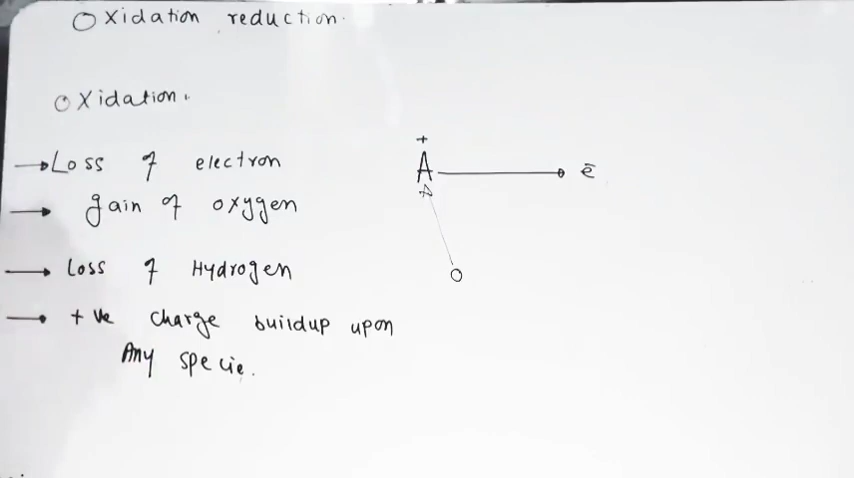 Oxidation reduction.
Oxidation.
→ Loss of electron
→ gain of oxygen
→ Loss of Hydrogen
→ +ve charge buildup upon
Any specie.
+
A → ē
O